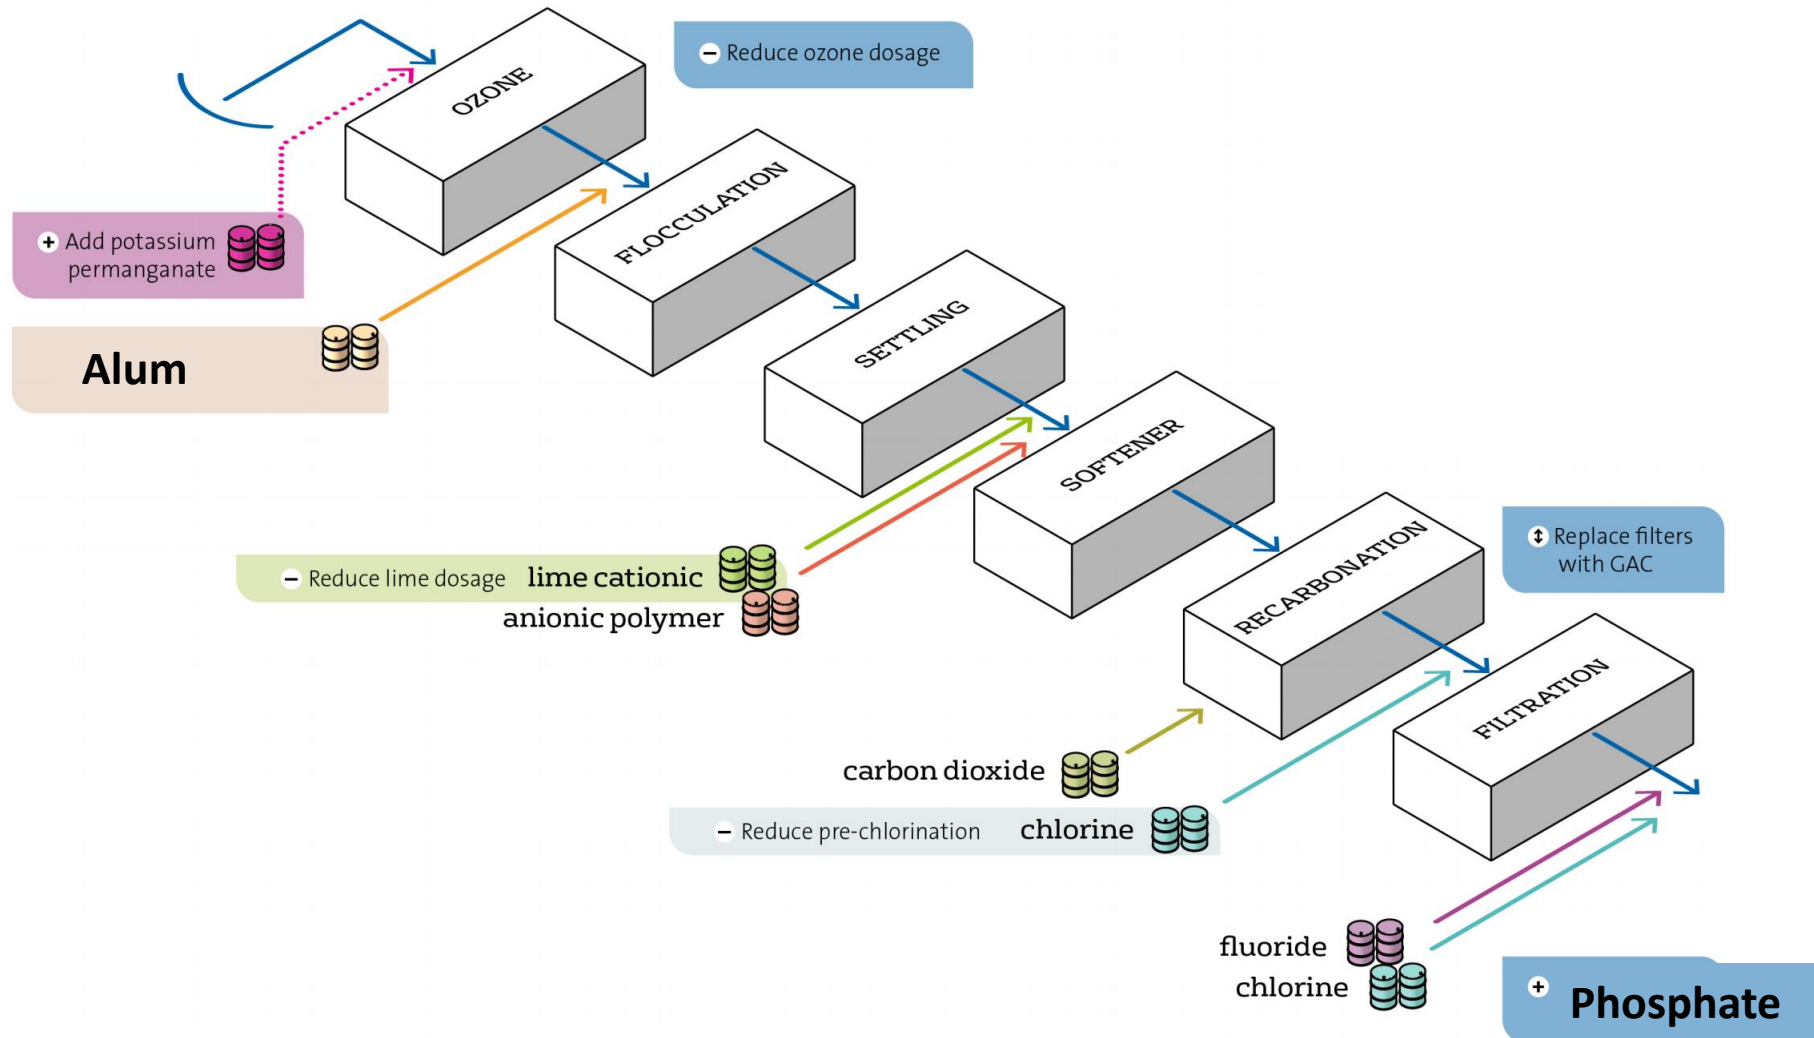 OZONE
− Reduce ozone dosage
FLOCCULATION
+ Add potassium
permanganate
Alum
SETTLING
SOFTENER
− Reduce lime dosage lime cationic
anionic polymer
RECARBONATION
Replace filters
with GAC
FILTRATION
carbon dioxide
− Reduce pre-chlorination chlorine
fluoride
chlorine
+ Phosphate